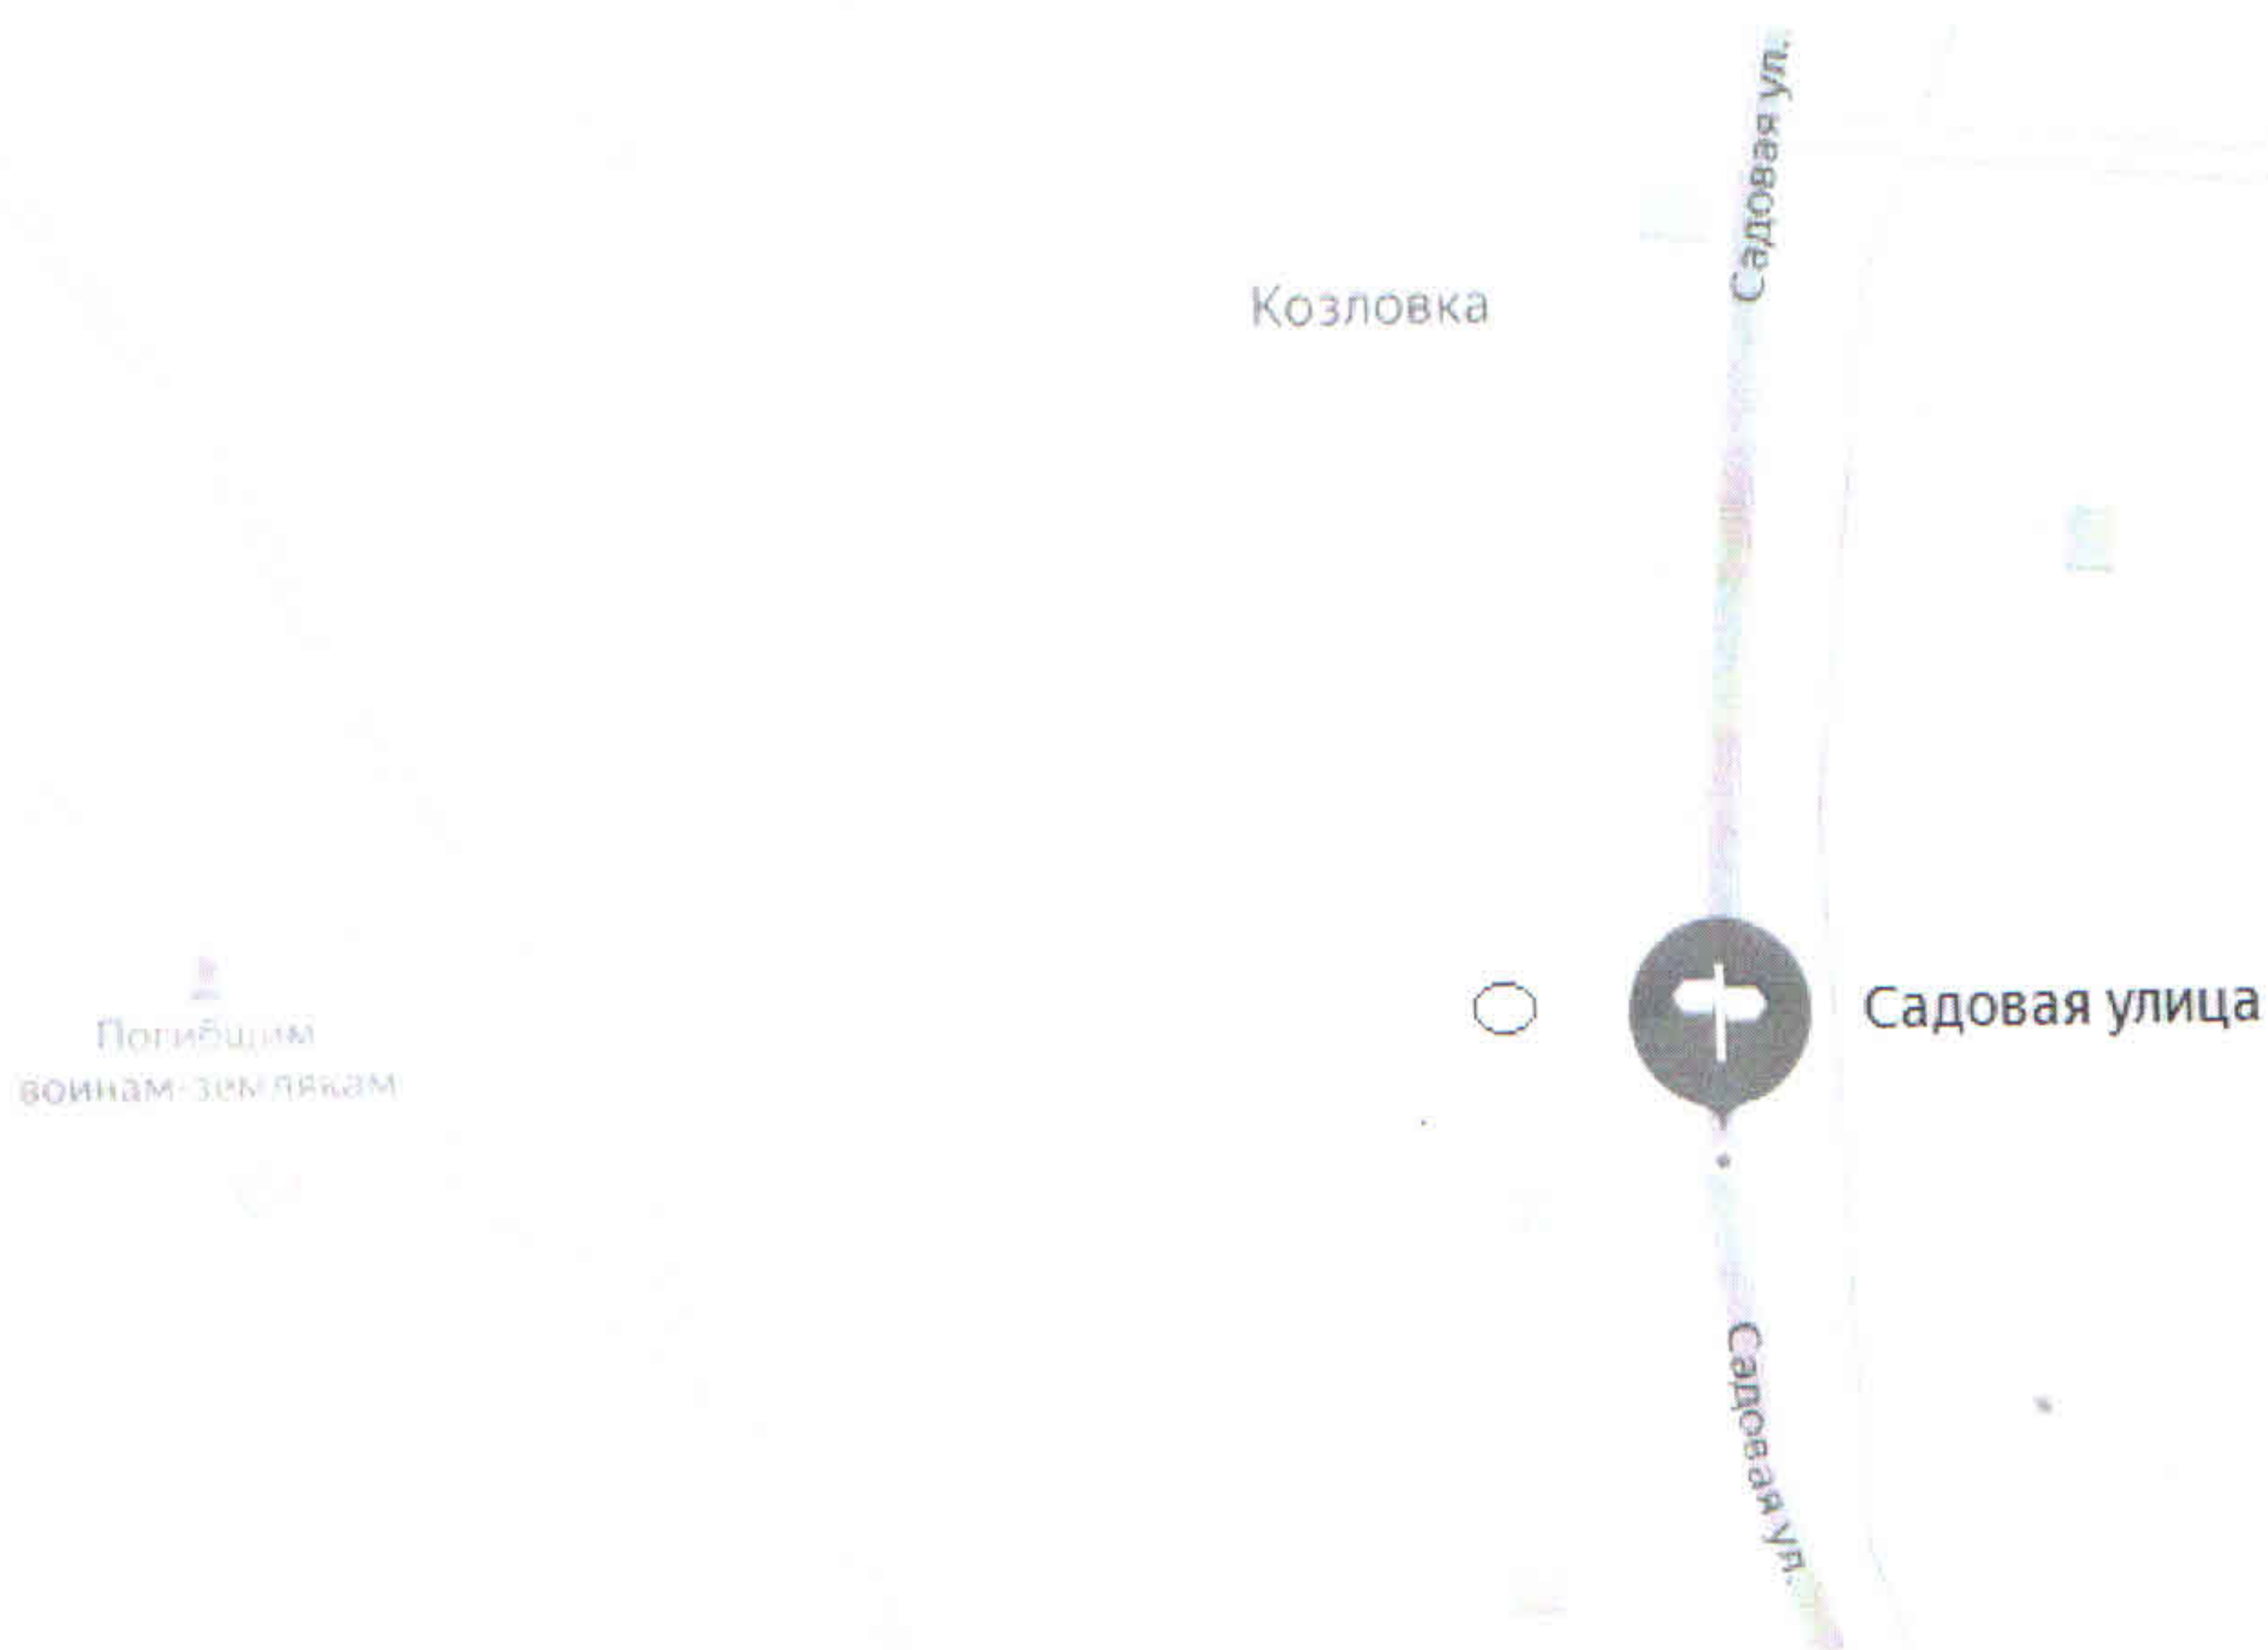 Садовая ул.
Козловка
Садовая улица
Погибшим
воинам-землякам
Садовая ул.